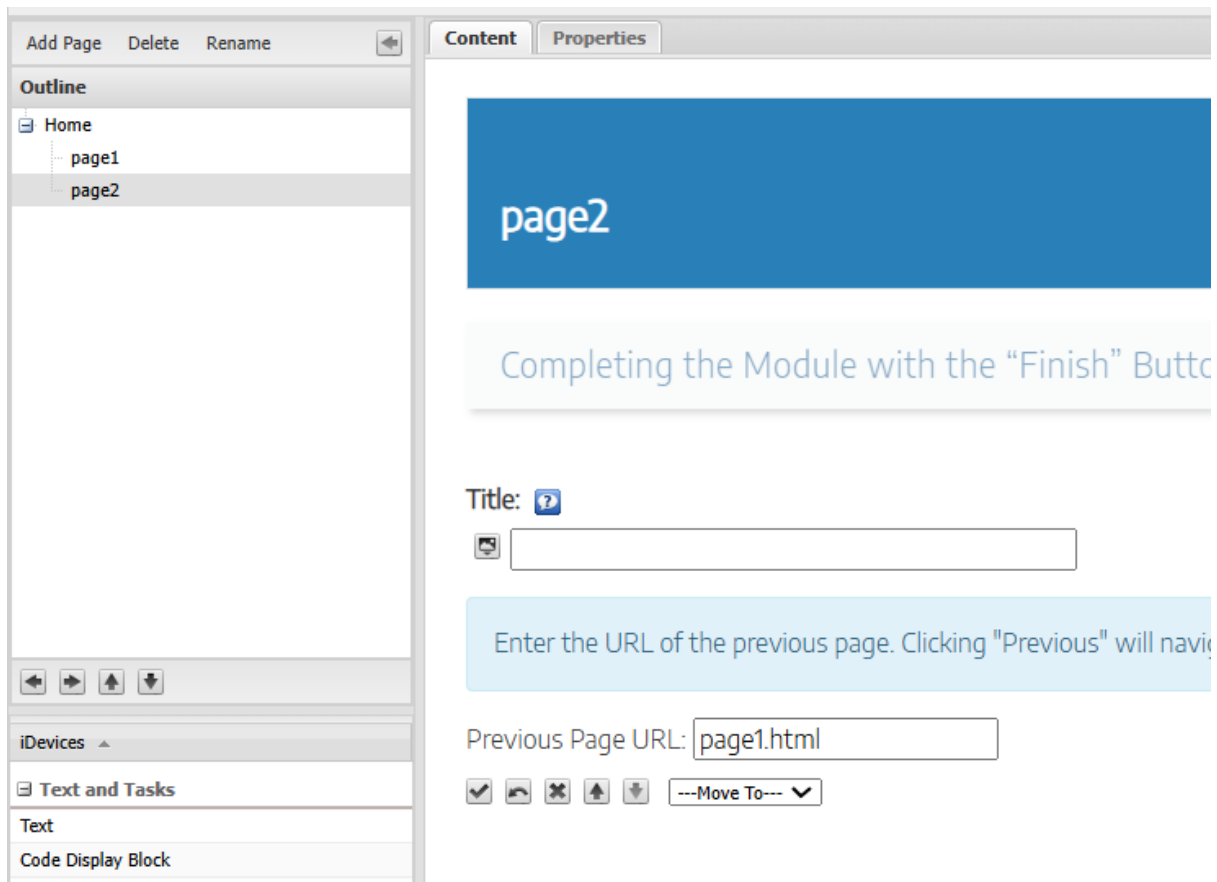 Add Page Delete Rename
Outline
Home
page1
page2
iDevices
Text and Tasks
Text
Code Display Block
Content Properties
page2
Completing the Module with the “Finish”
Title:
Enter the URL of the previous page. Clicking "Previous" will
Previous Page URL: page1.html
---Move To---